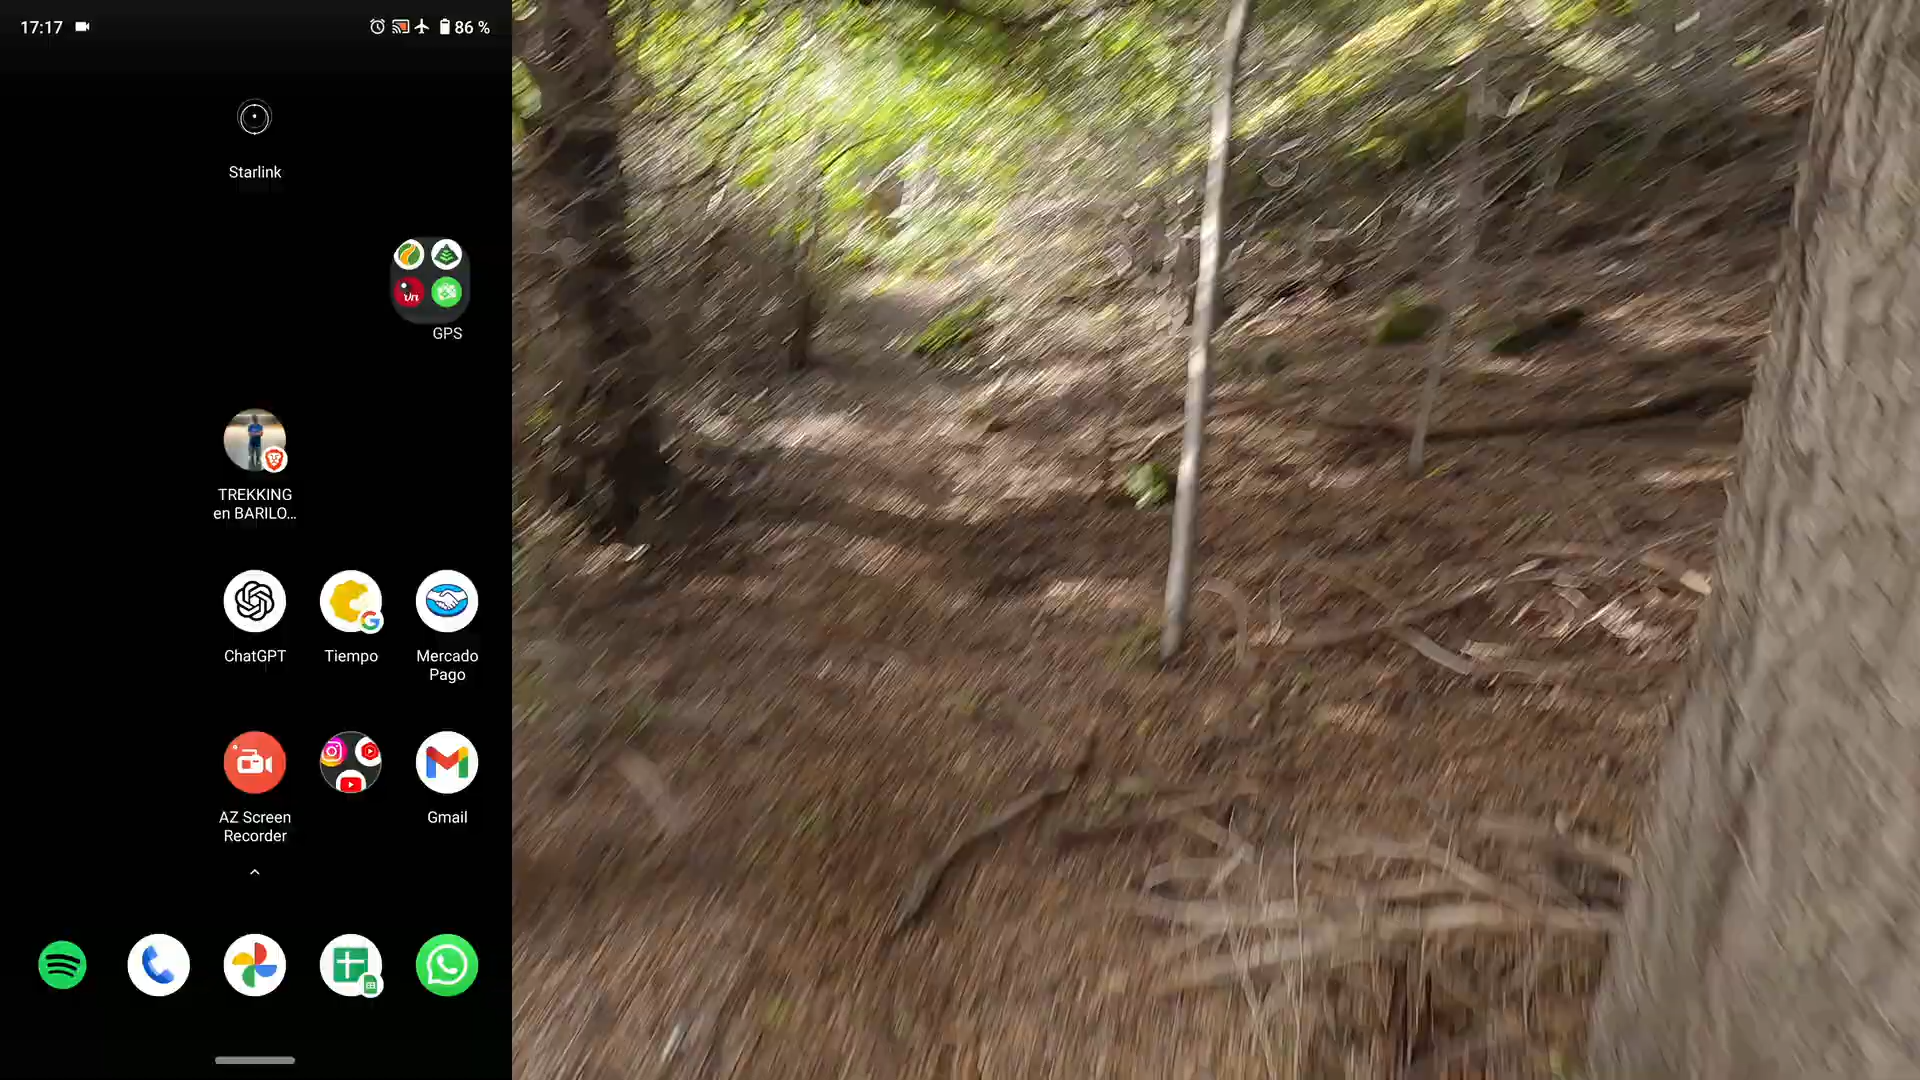 17:17
86 %
Starlink
GPS
TREKKING
en BARILO...
ChatGPT
Tiempo
Mercado
Pago
AZ Screen
Recorder
Gmail